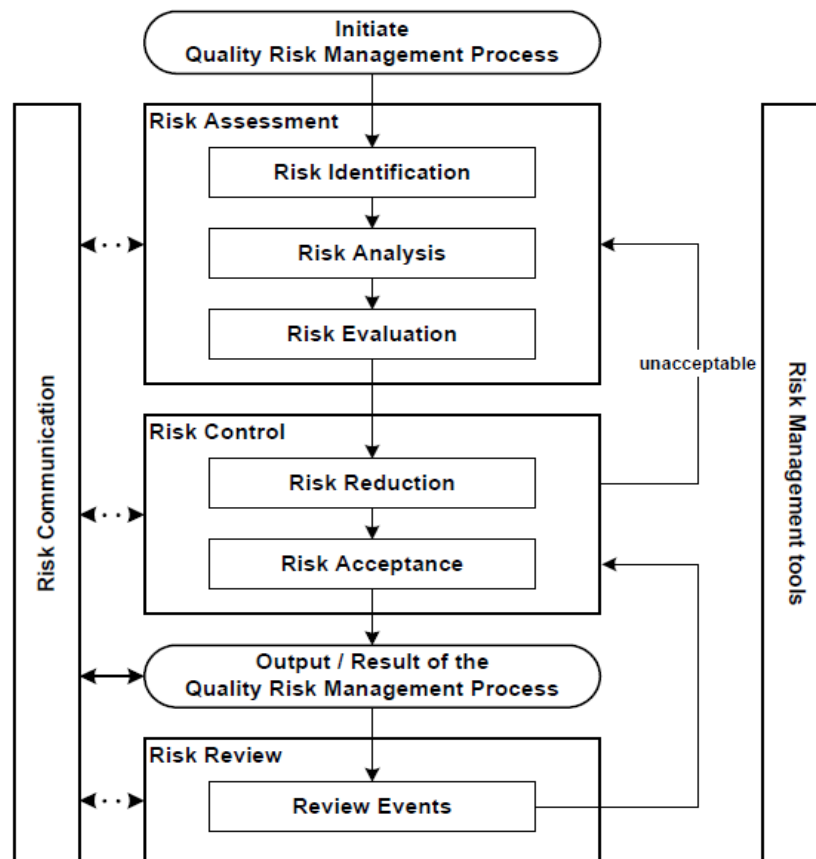 Initiate
Quality Risk Management Process
Risk Assessment
Risk Identification
Risk Analysis
Risk Evaluation
unacceptable
Risk Communication
Risk Management tools
Risk Control
Risk Reduction
Risk Acceptance
Output / Result of the
Quality Risk Management Process
Risk Review
Review Events